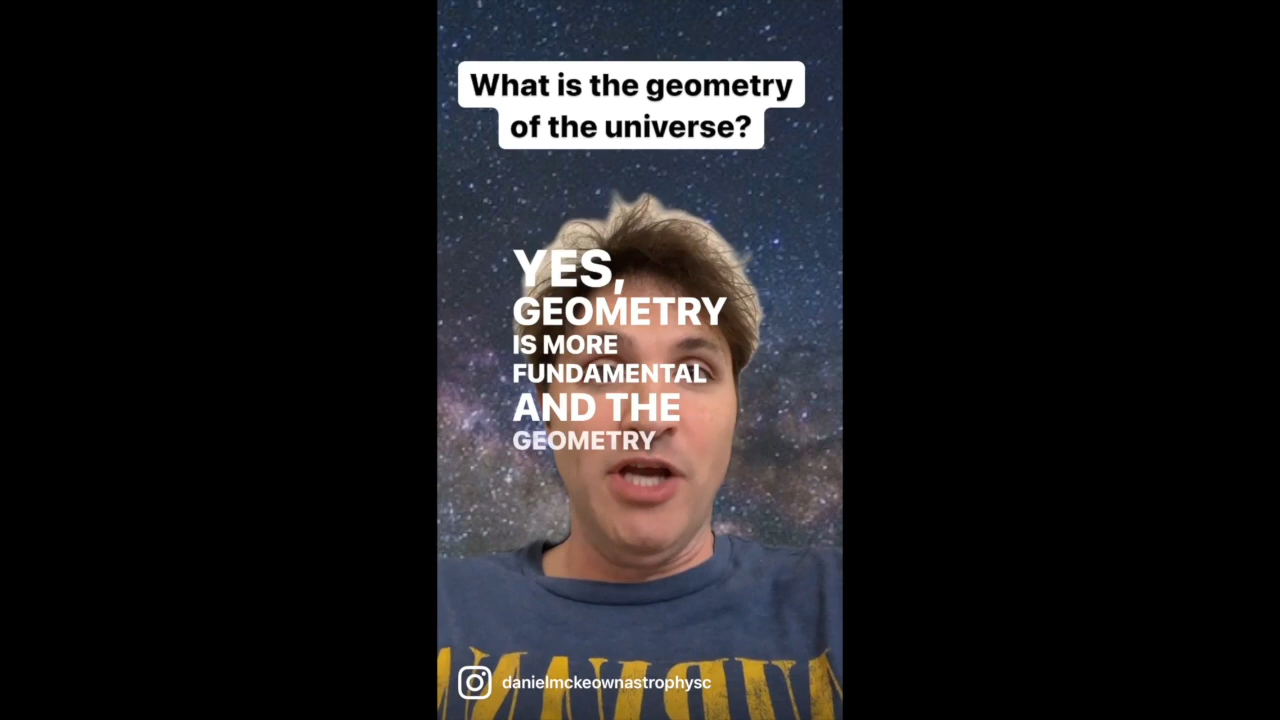 What is the geometry
of the universe?
YES,
GEOMETRY
IS MORE
FUNDAMENTAL
AND THE
GEOMETRY
danielmckeownastrophysc